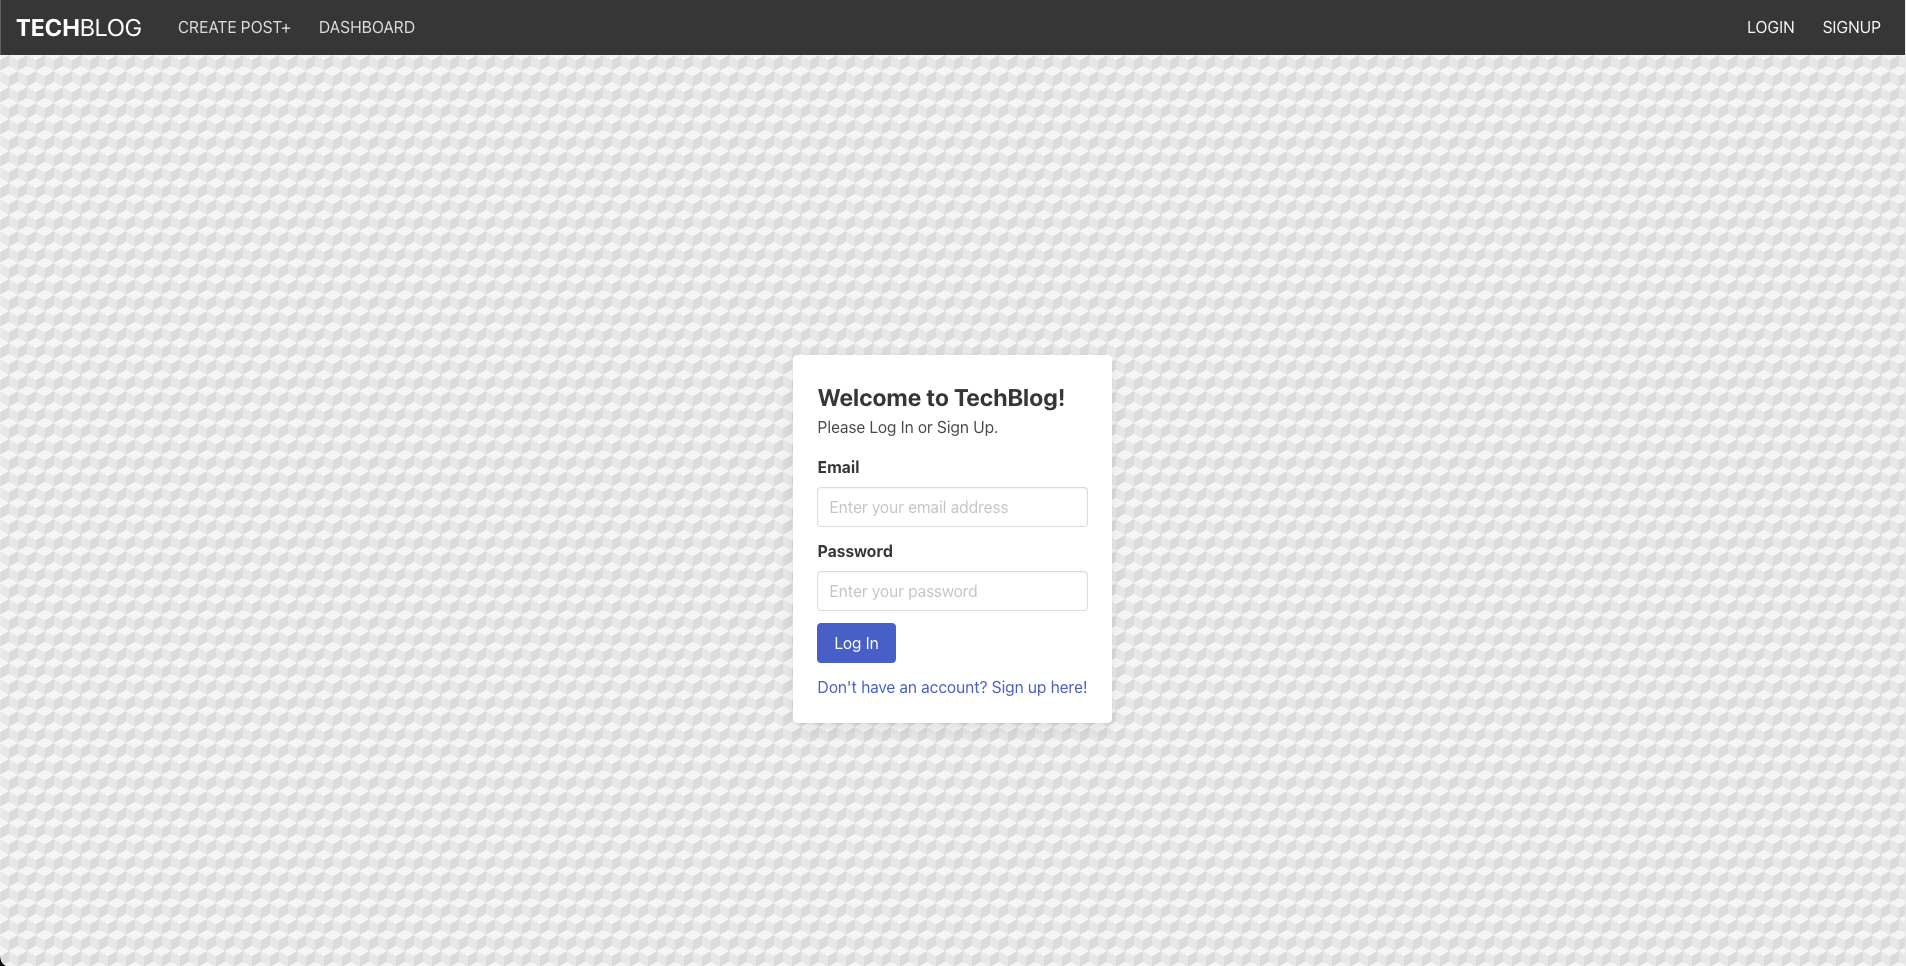 TECHBLOG CREATE POST+ DASHBOARD LOGIN SIGNUP
Welcome to TechBlog!
Please Log In or Sign Up.
Email
Enter your email address
Password
Enter your password
Log In
Don't have an account? Sign up here!